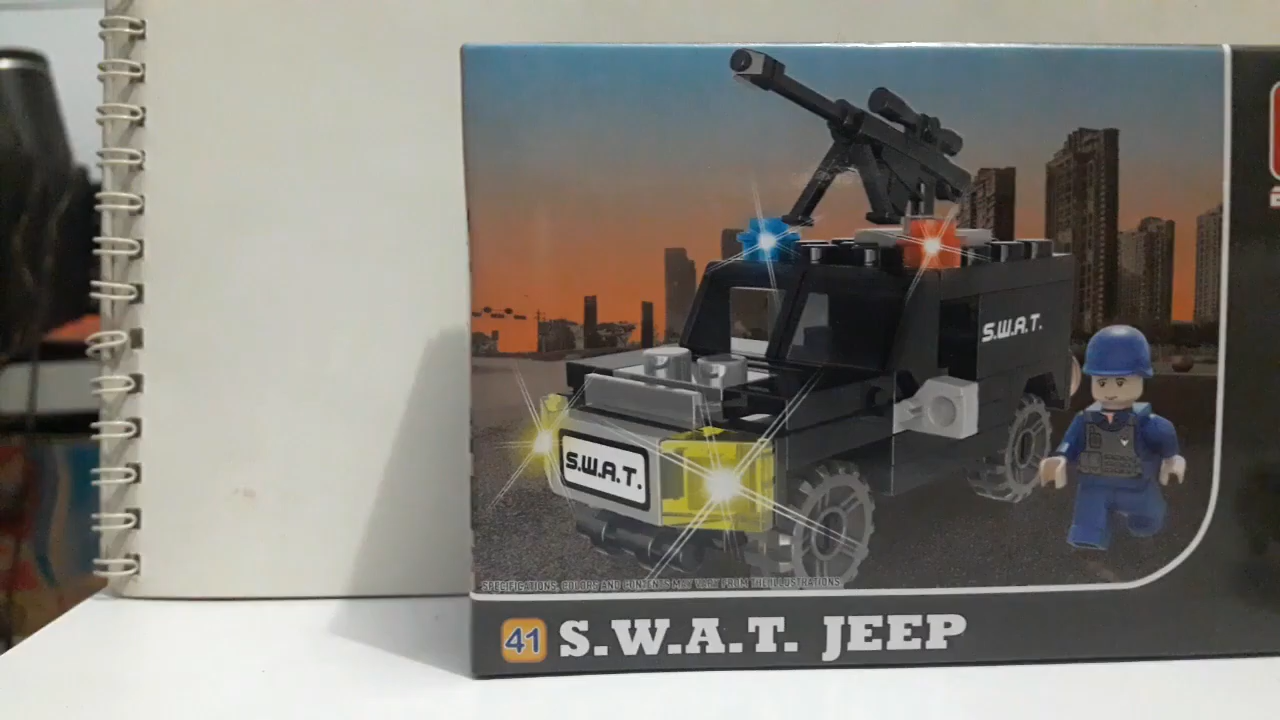 S.W.A.T.
S.W.A.T.
SPECIFICATIONS, COLORS AND CONTENTS MAY VARY FROM THE ILLUSTRATIONS
41 S.W.A.T. JEEP